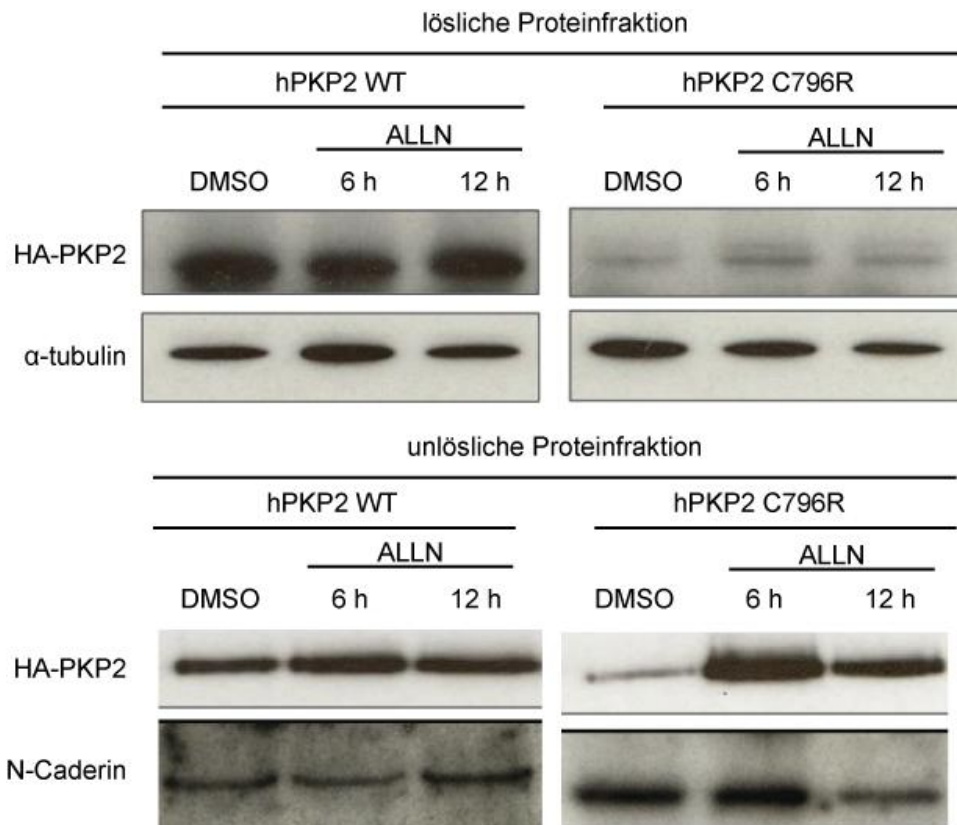 lösliche Proteinfraktion
hPKP2 WT hPKP2 C796R
ALLN ALLN
DMSO 6 h 12 h DMSO 6 h 12 h
HA-PKP2
α-tubulin
unlösliche Proteinfraktion
hPKP2 WT hPKP2 C796R
ALLN ALLN
DMSO 6 h 12 h DMSO 6 h 12 h
HA-PKP2
N-Caderin